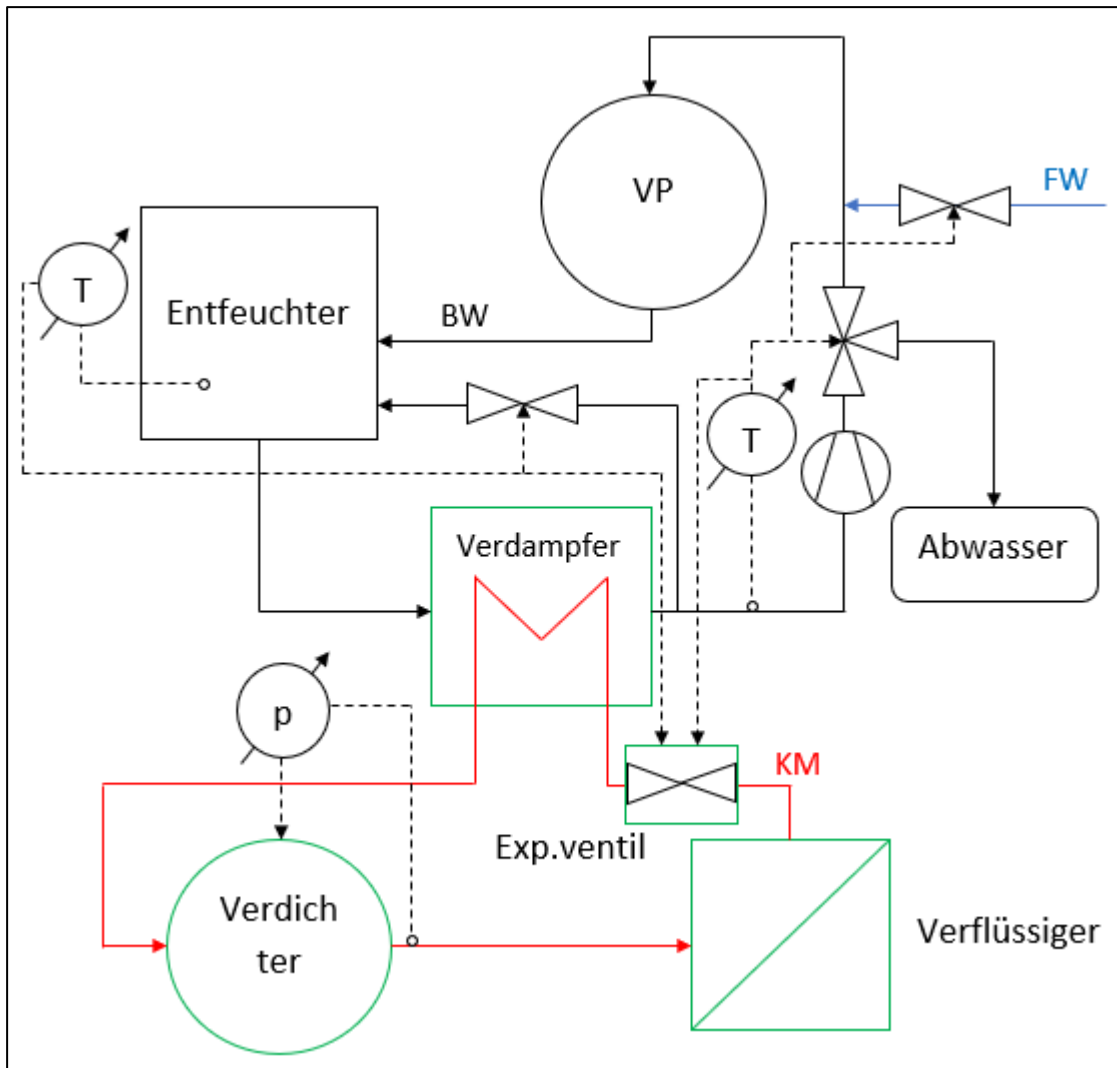 VP
FW
T
Entfeuchter
BW
T
Verdampfer
Abwasser
p
KM
Exp.ventil
Verdich
ter
Verflüssiger